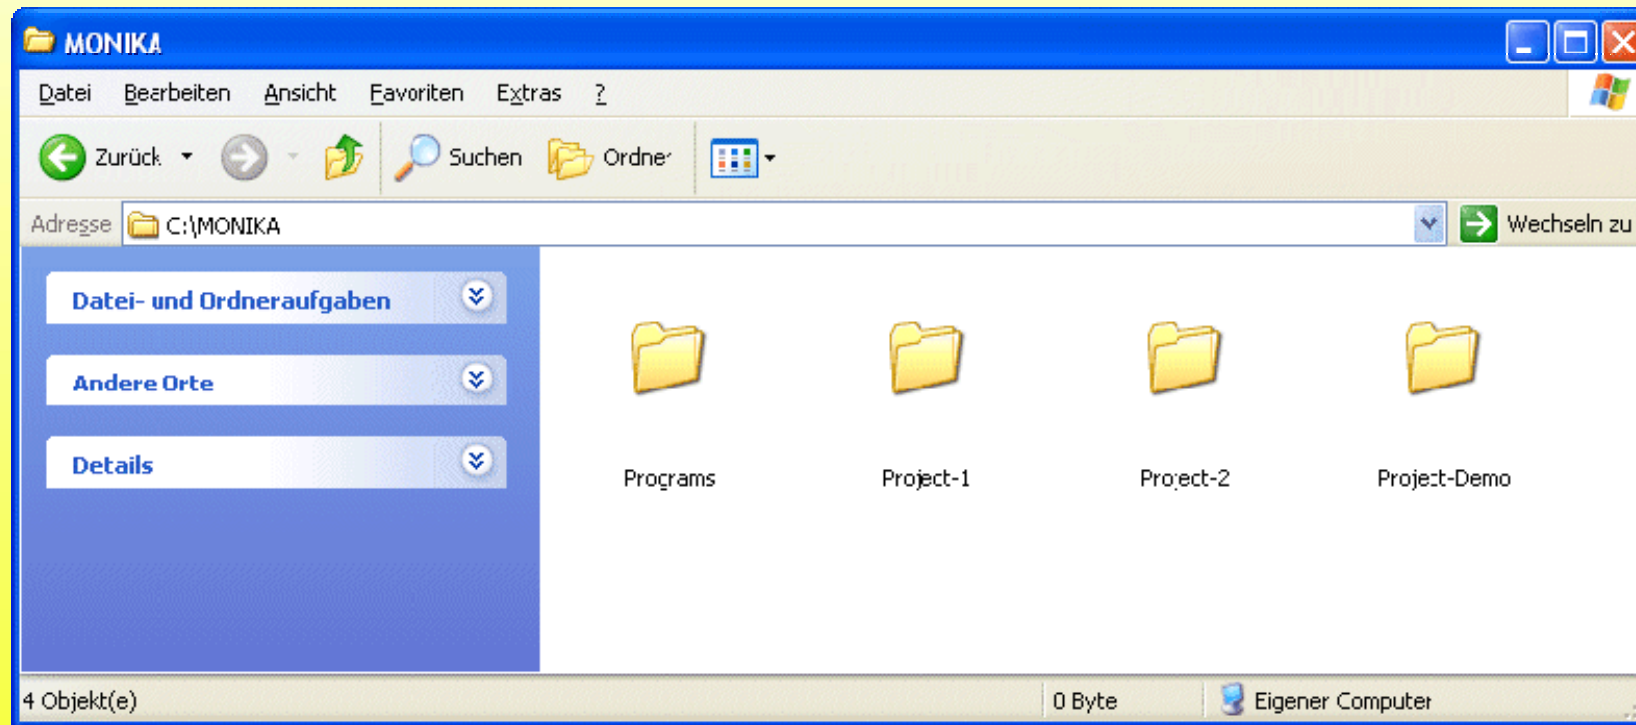 MONIKA
Datei Bearbeiten Ansicht Favoriten Extras ?
Zurück Suchen Ordner
Adresse C:\MONIKA Wechseln zu
Datei- und Ordneraufgaben
Andere Orte
Details
Programs Project-1 Project-2 Project-Demo
4 Objekt(e) 0 Byte Eigener Computer